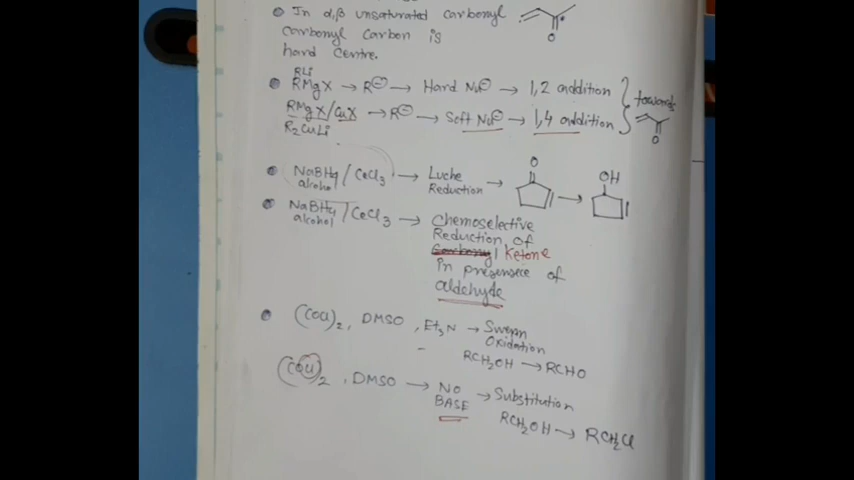 In α,β unsaturated carbonyl
carbonyl carbon is
hard centre.
O
RLi
RMgX → R⊖ → Hard Nu⊖ → 1,2 addition
RMgX/CuX → R⊖ → Soft Nu⊖ → 1,4 addition
R2CuLi
towards
O
NaBH4/CeCl3 → Luche
alcohol
Reduction →
O
→
OH
NaBH4/CeCl3 → Chemoselective
alcohol
Reduction of
Ketone
in presensece of
aldehyde
(COCl)2, DMSO, Et3N → Swern
Oxidation
RCH2OH → RCHO
(COCl)2, DMSO → NO → Substitution
BASE
RCH2OH → RCH2Cl